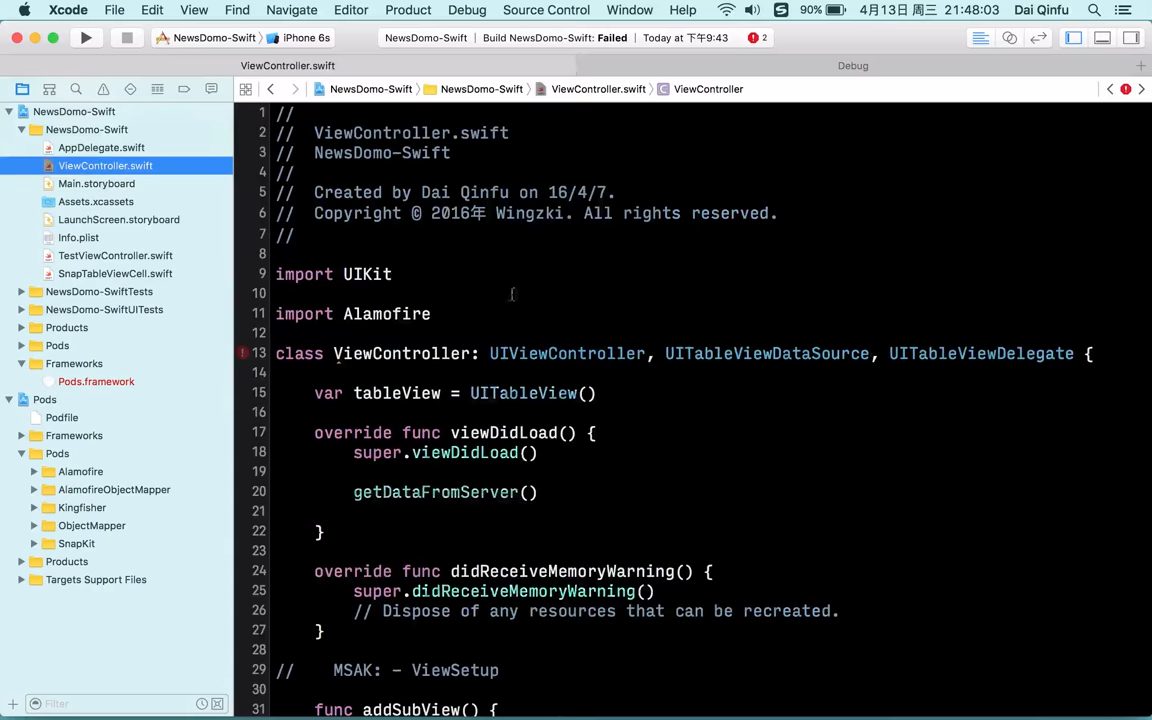 Xcode File Edit View Find Navigate Editor Product Debug Source Control Window Help S 90% 4月13日 周三 21:48:03 Dai Qinfu
NewsDomo-Swift iPhone 6s NewsDomo-Swift Build NewsDomo-Swift: Failed Today at 下午9:43 2
ViewController.swift Debug
NewsDomo-Swift NewsDomo-Swift ViewController.swift C ViewController
NewsDomo-Swift
NewsDomo-Swift
AppDelegate.swift
ViewController.swift
Main.storyboard
Assets.xcassets
LaunchScreen.storyboard
Info.plist
TestViewController.swift
SnapTableViewCell.swift
NewsDomo-SwiftTests
NewsDomo-SwiftUITests
Products
Pods
Frameworks
Pods.framework
Pods
Podfile
Frameworks
Pods
Alamofire
AlamofireObjectMapper
Kingfisher
ObjectMapper
SnapKit
Products
Targets Support Files
Filter
1 //
2 // ViewController.swift
3 // NewsDomo-Swift
4 //
5 // Created by Dai Qinfu on 16/4/7.
6 // Copyright © 2016年 Wingzki. All rights reserved.
7 //
8
9 import UIKit
10
11 import Alamofire
12
13 class ViewController: UIViewController, UITableViewDataSource, UITableViewDelegate {
14
15 var tableView = UITableView()
16
17 override func viewDidLoad() {
18 super.viewDidLoad()
19
20 getDataFromServer()
21
22 }
23
24 override func didReceiveMemoryWarning() {
25 super.didReceiveMemoryWarning()
26 // Dispose of any resources that can be recreated.
27 }
28
29 // MSAK: - ViewSetup
30
31 func addSubView() {